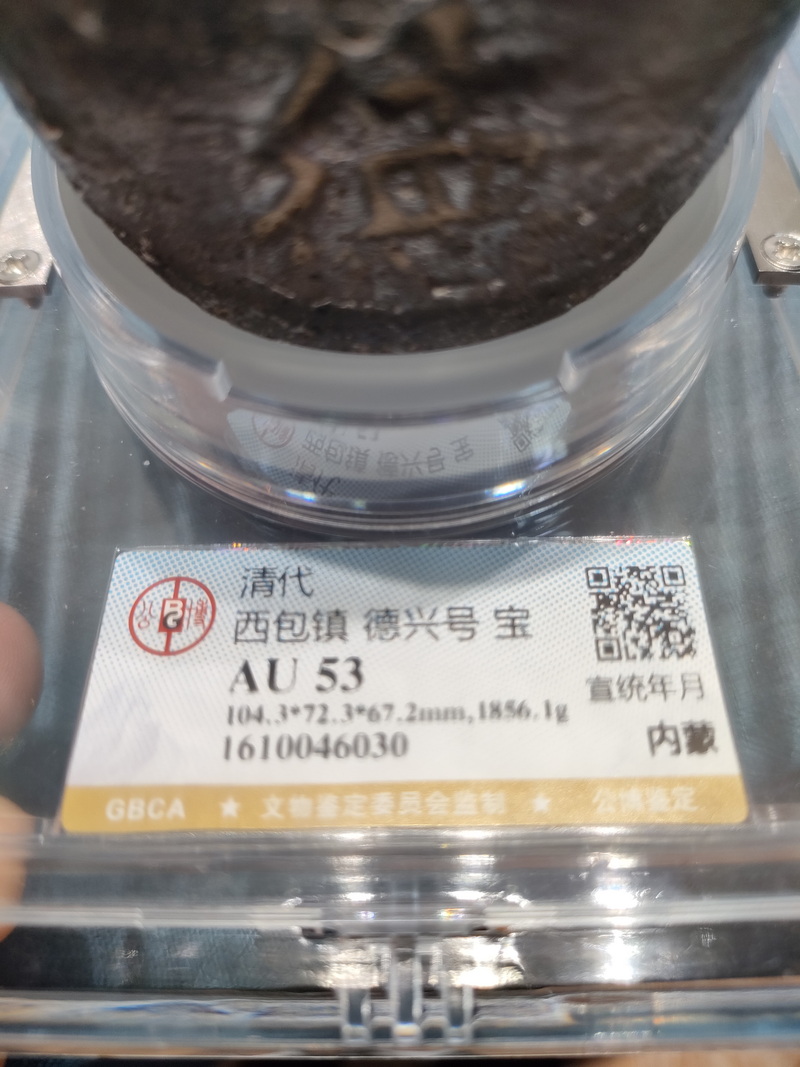 清代
西包镇 德兴号 宝
AU 53
104.3*72.3*67.2mm,1856.1g
1610046030
宣统年月
内蒙
GBCA ★ 文物鉴定委员会监制 ★ 公博鉴定